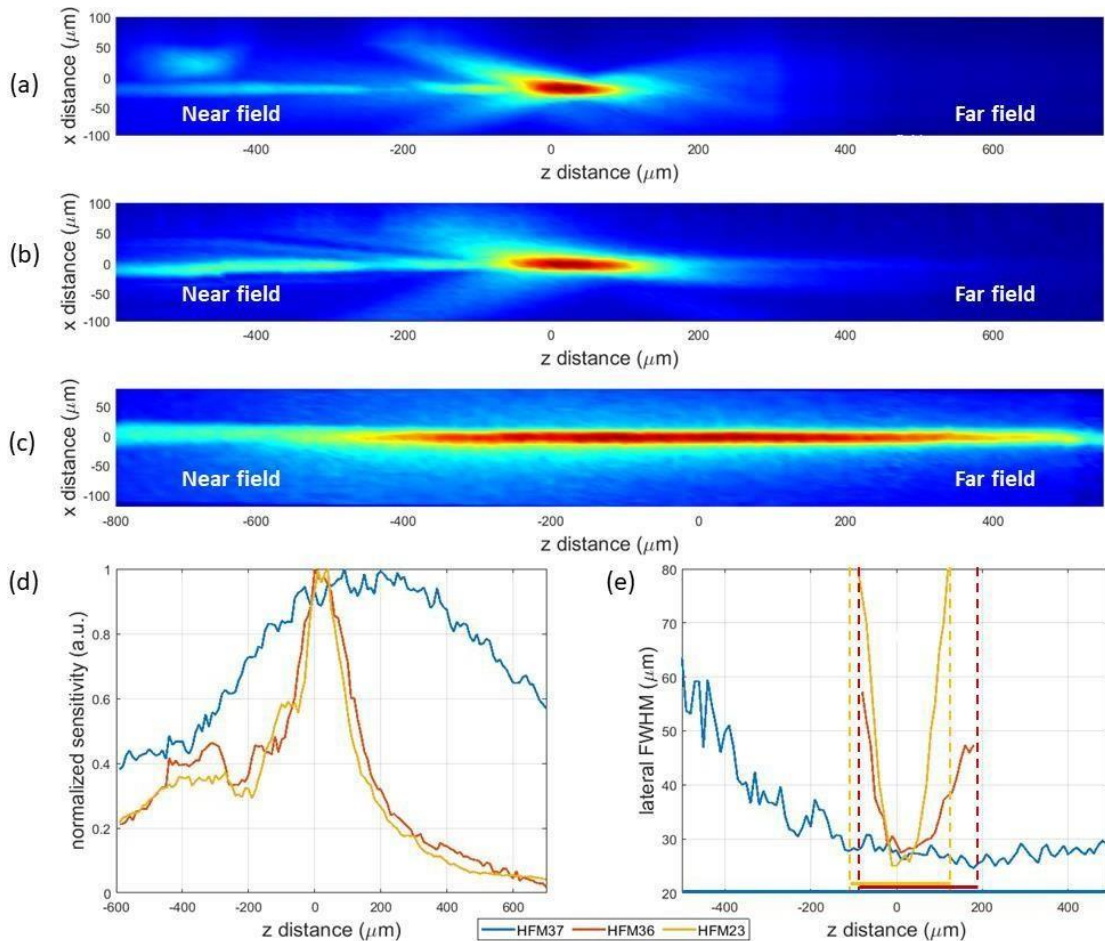 (a)
x distance (μm)
100
50
0
-50
-100
Near field
Far field
-400
-200
0
200
400
600
z distance (μm)
(b)
x distance (μm)
100
50
0
-50
-100
Near field
Far field
-400
-200
0
200
400
600
z distance (μm)
(c)
x distance (μm)
50
0
-50
-100
Near field
Far field
-800
-600
-400
-200
0
200
400
z distance (μm)
(d)
normalized sensitivity (a.u.)
1
0.8
0.6
0.4
0.2
0
-600
-400
-200
0
200
400
600
z distance (μm)
(e)
lateral FWHM (μm)
80
70
60
50
40
30
20
-400
-200
0
200
400
z distance (μm)
HFM37
HFM36
HFM23